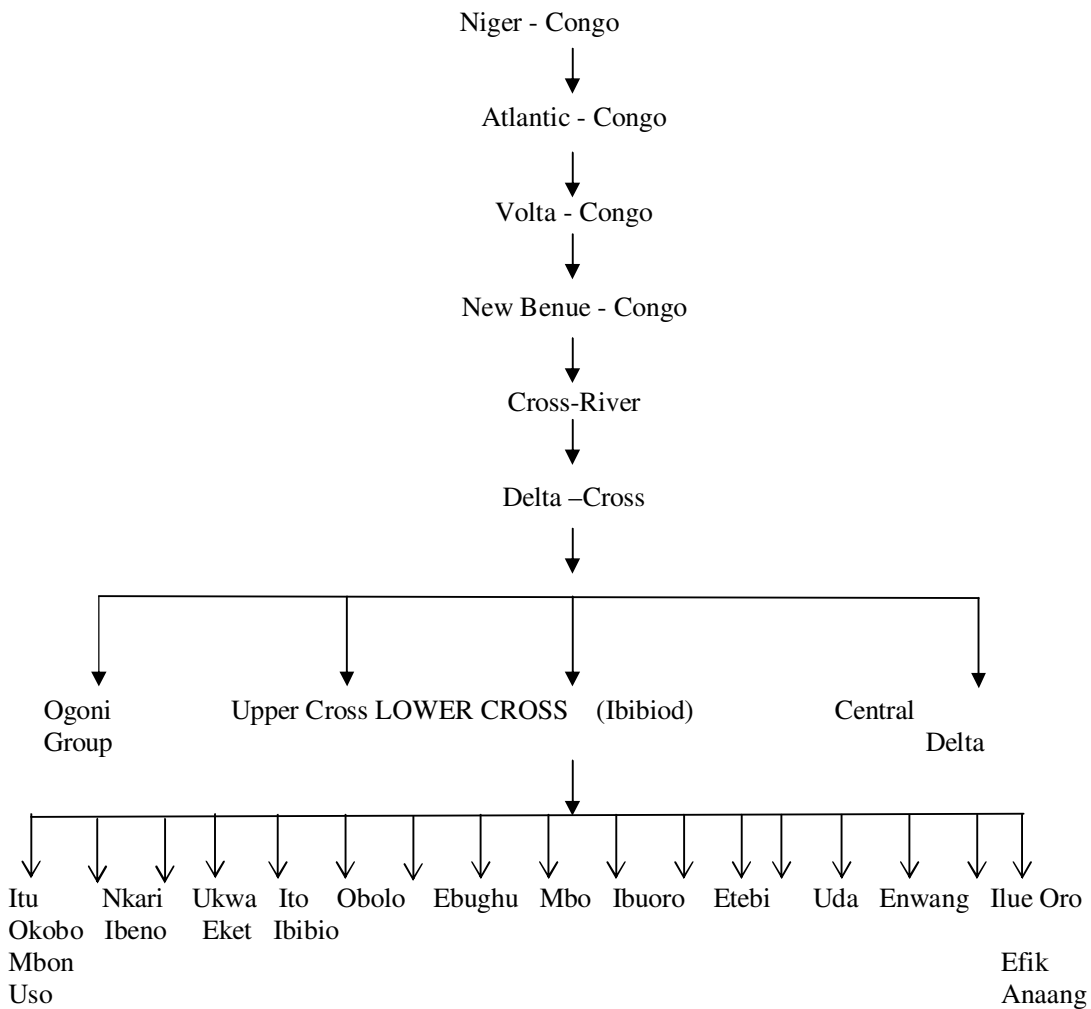 Niger - Congo
Atlantic - Congo
Volta - Congo
New Benue - Congo
Cross-River
Delta –Cross
Ogoni Upper Cross LOWER CROSS (Ibibiod) Central
Group Delta
Itu Nkari Ukwa Ito Obolo Ebughu Mbo Ibuoro Etebi Uda Enwang Ilue Oro
Okobo Ibeno Eket Ibibio
Mbon Efik
Uso Anaang